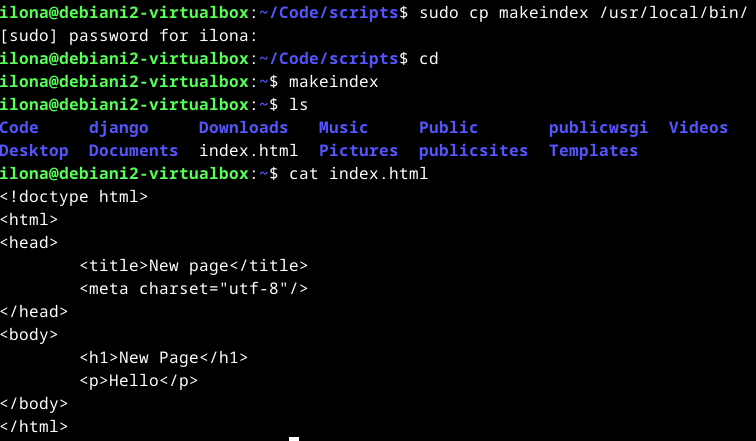 ilona@debiani2-virtualbox:~/Code/scripts$ sudo cp makeindex /usr/local/bin/
[sudo] password for ilona:
ilona@debiani2-virtualbox:~/Code/scripts$ cd
ilona@debiani2-virtualbox:~$ makeindex
ilona@debiani2-virtualbox:~$ ls
Code     django     Downloads   Music     Public       publicwsgi  Videos
Desktop  Documents  index.html  Pictures  publicsites  Templates
ilona@debiani2-virtualbox:~$ cat index.html
<!doctype html>
<html>
<head>
        <title>New page</title>
        <meta charset="utf-8"/>
</head>
<body>
        <h1>New Page</h1>
        <p>Hello</p>
</body>
</html>